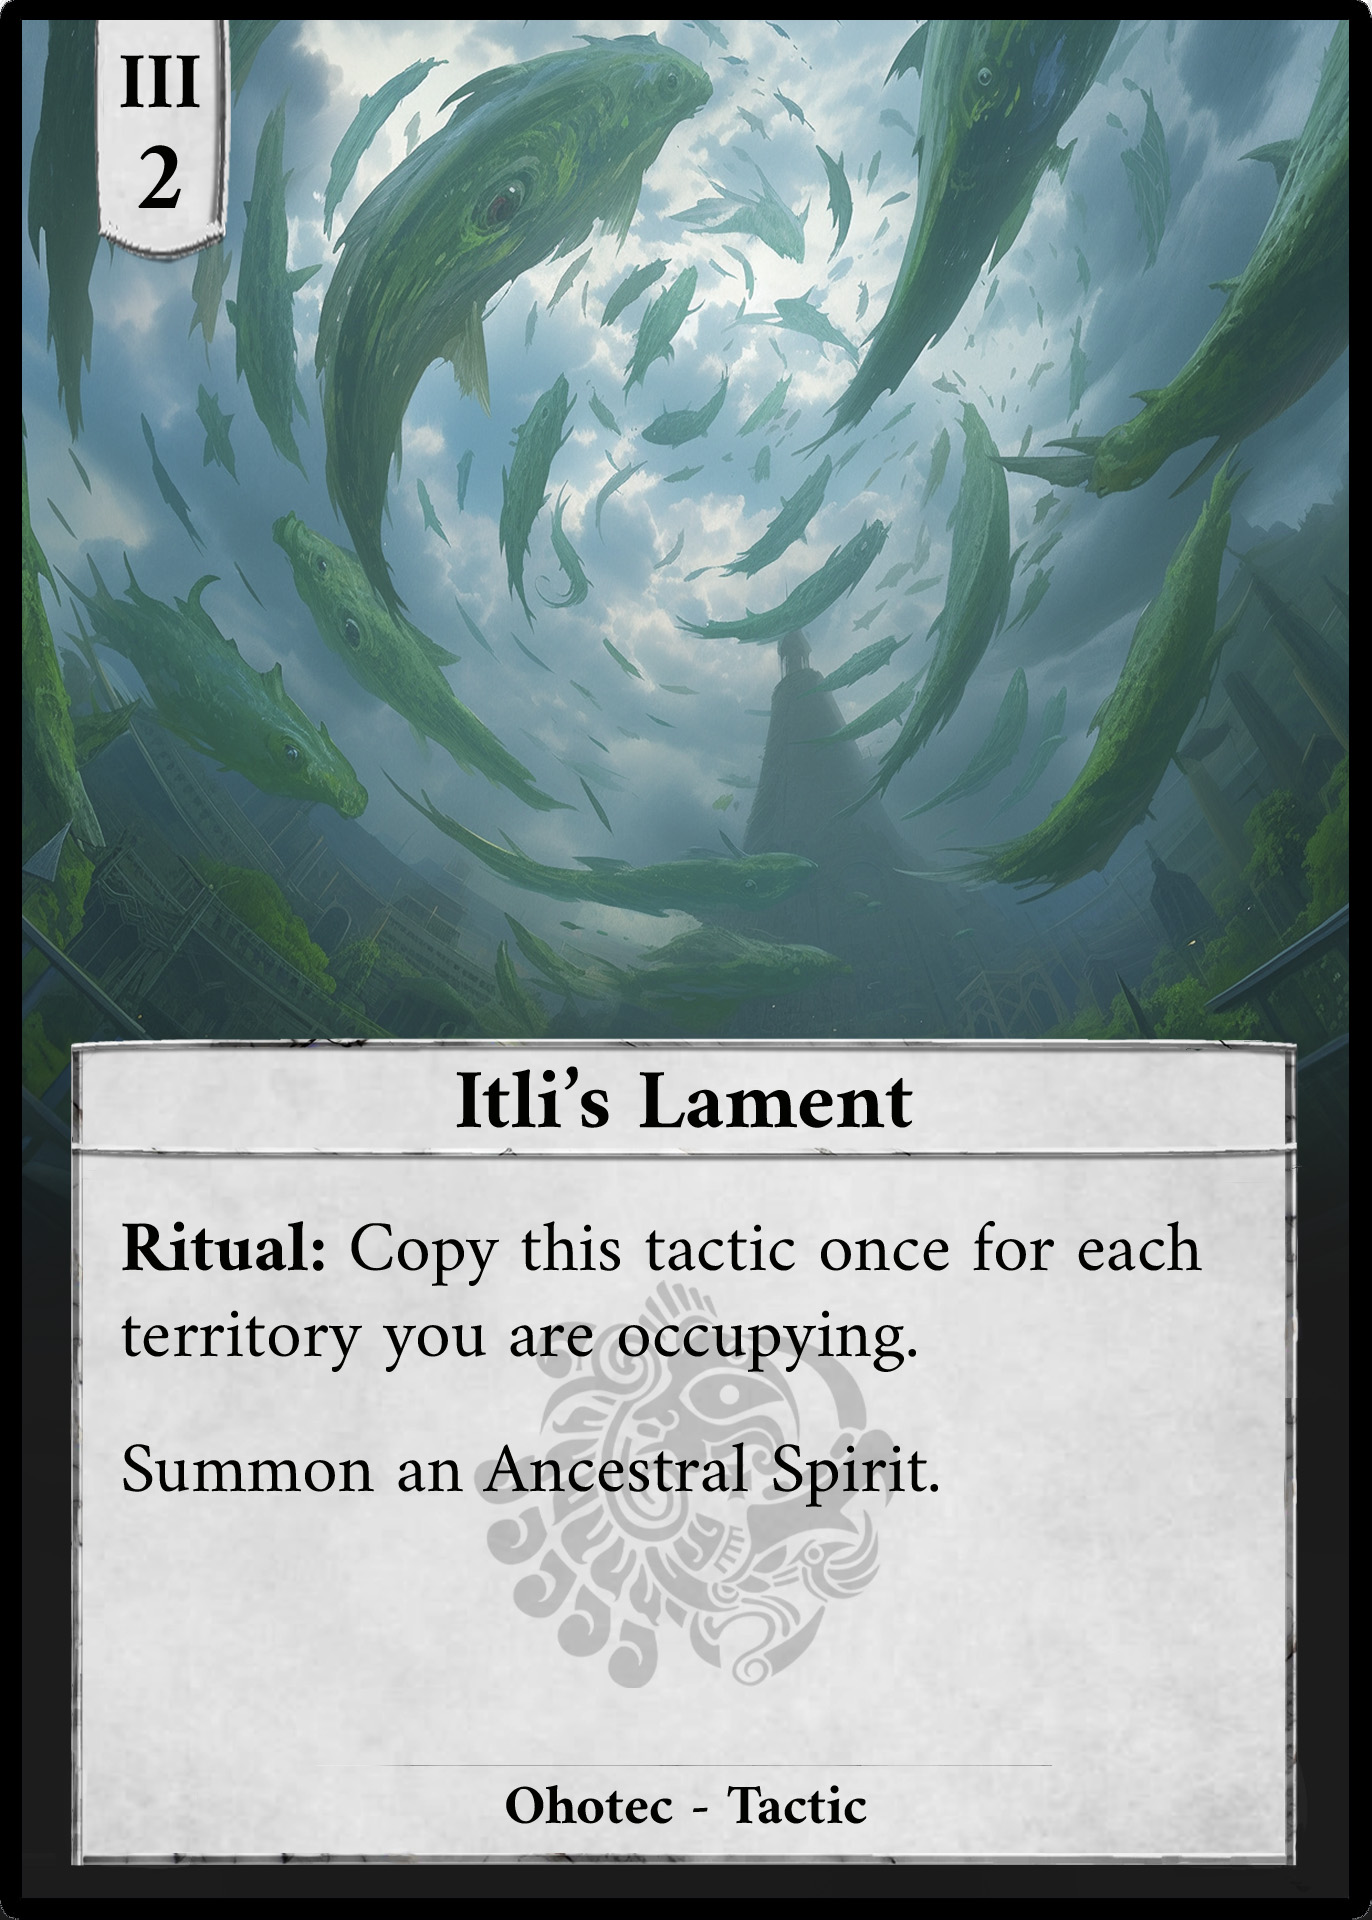 III
2
Itli’s Lament
Ritual: Copy this tactic once for each
territory you are occupying.
Summon an Ancestral Spirit.
Ohotec - Tactic